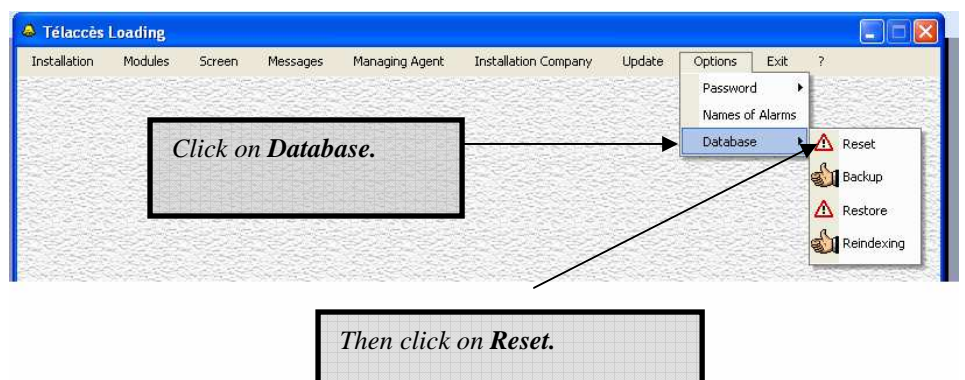 Télaccès Loading
Installation Modules Screen Messages Managing Agent Installation Company Update Options Exit ?
Password
Names of Alarms
Click on Database.
Database
Reset
Backup
Restore
Reindexing
Then click on Reset.